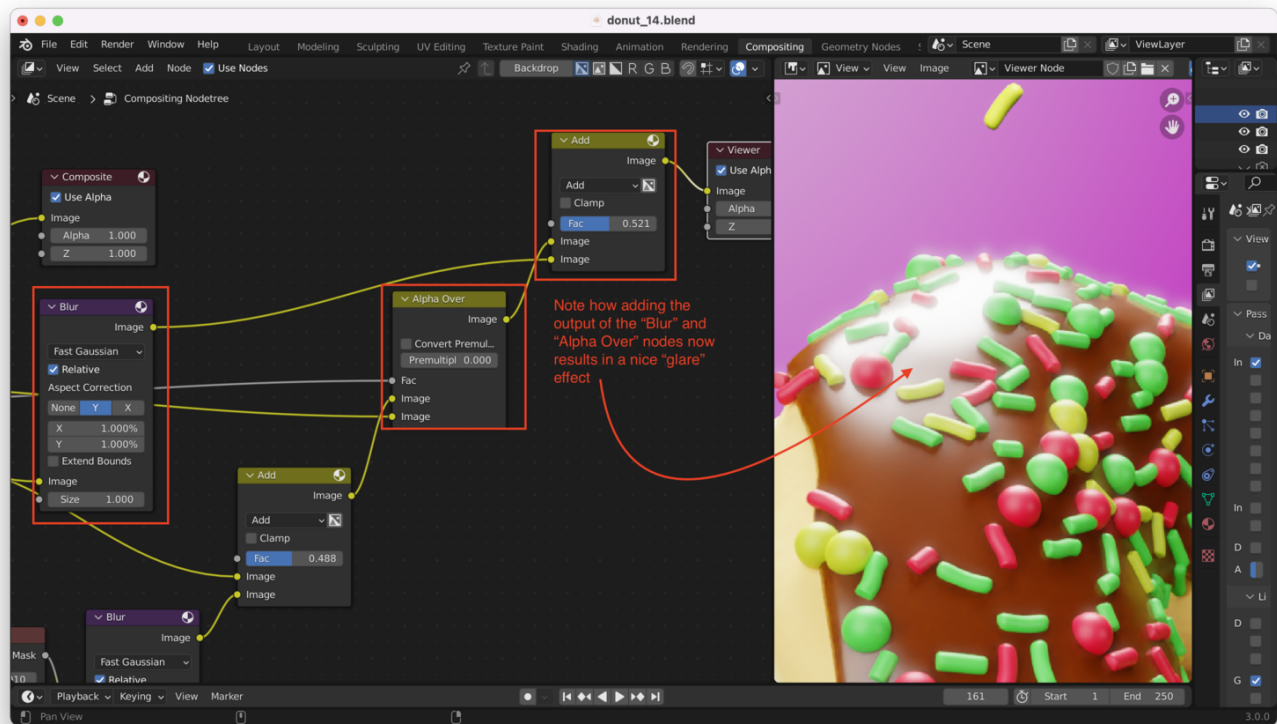 donut_14.blend
File Edit Render Window Help
Layout Modeling Sculpting UV Editing Texture Paint Shading Animation Rendering Compositing Geometry Nodes
Scene
ViewLayer
View Select Add Node Use Nodes
Backdrop
R G B
View
View Image
Viewer Node
Scene > Compositing Nodetree
Composite
Use Alpha
Image
Alpha 1.000
Z 1.000
Blur
Image
Fast Gaussian
Relative
Aspect Correction
None Y X
X 1.000%
Y 1.000%
Extend Bounds
Image
Size 1.000
Alpha Over
Image
Convert Premul...
Premultipl 0.000
Fac
Image
Image
Add
Image
Add
Clamp
Fac 0.521
Image
Image
Viewer
Use Alph
Image
Alpha
Z
Note how adding the
output of the “Blur” and
“Alpha Over” nodes now
results in a nice “glare”
effect
Add
Image
Add
Clamp
Fac 0.488
Image
Image
Blur
Image
Fast Gaussian
Relative
Mask
View
Pass
Da
In
In
D
A
Li
D
G
Playback Keying View Marker
161
Start 1
End 250
Pan View
3.0.0